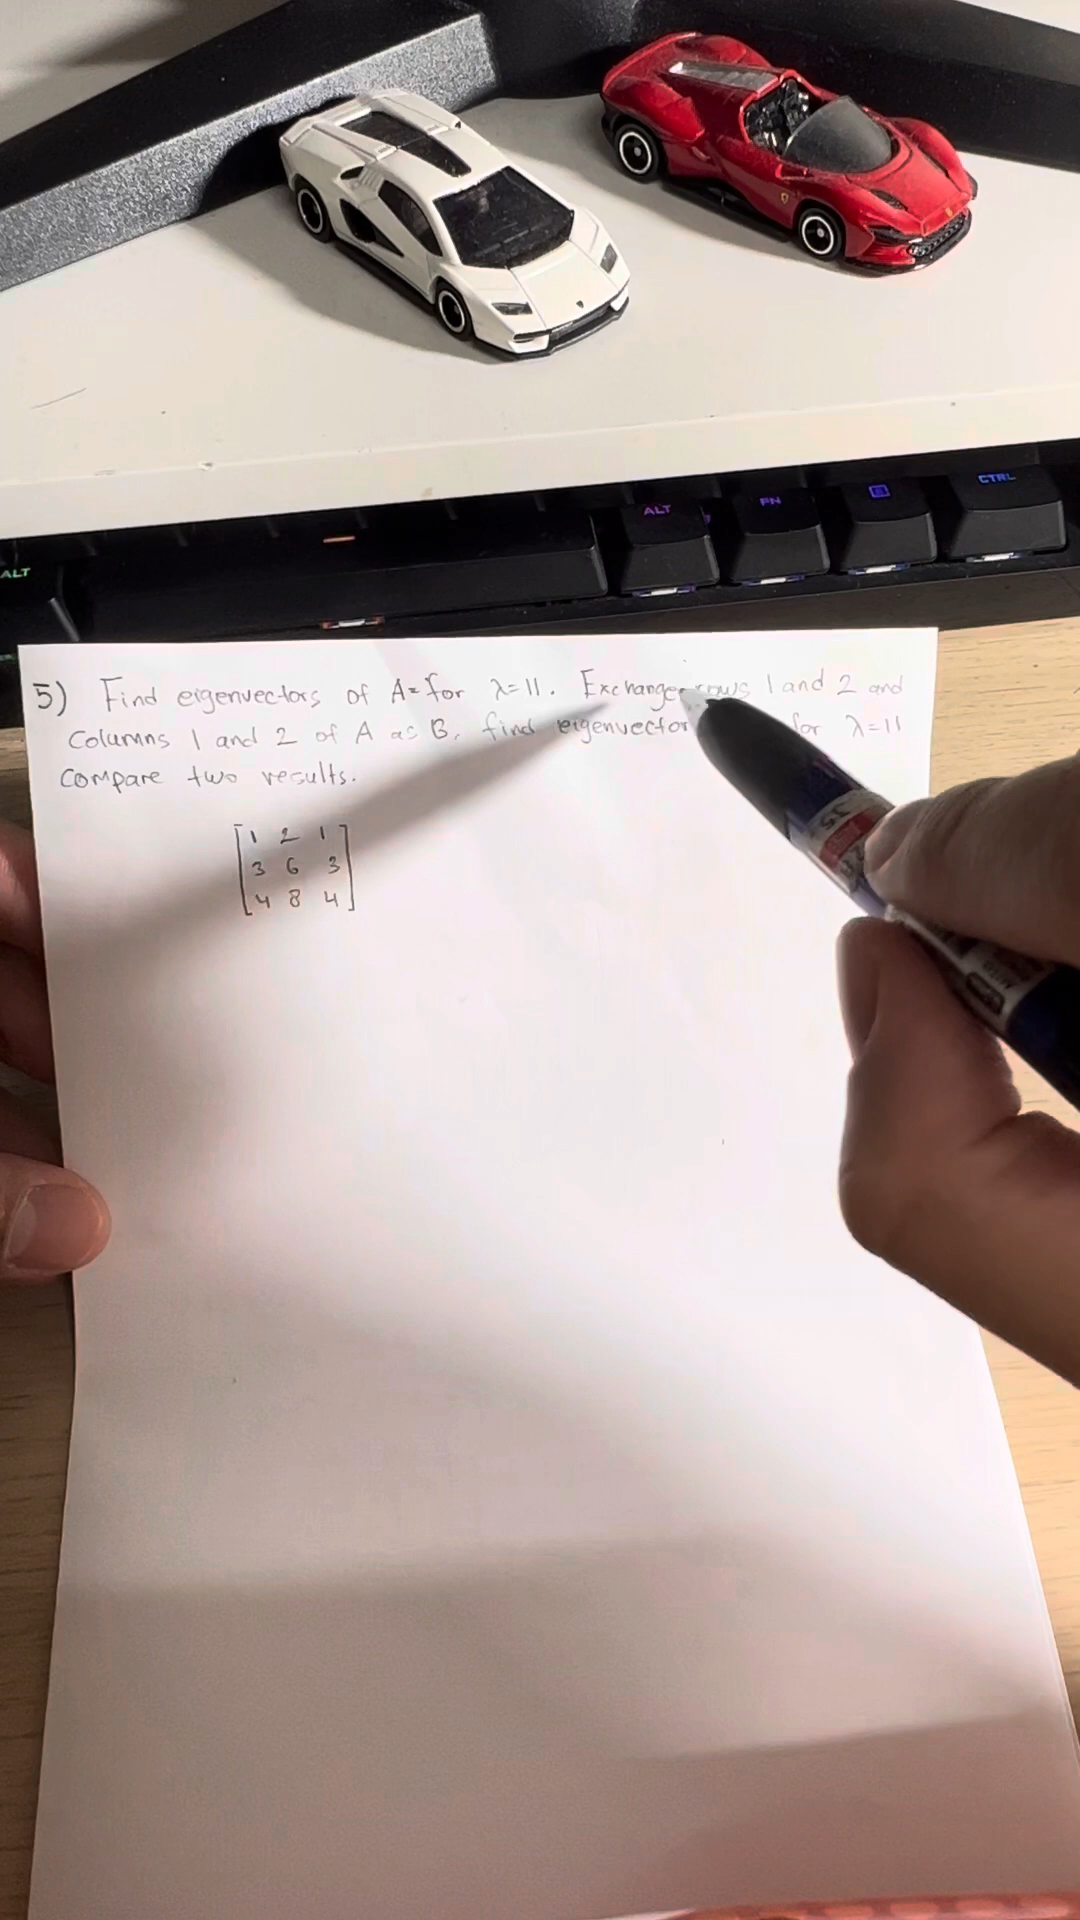 ALT FN CTRL
ALT
5) Find eigenvectors of A= for λ=11. Exchange rows 1 and 2 and
Columns 1 and 2 of A as B, find eigenvector for λ=11
Compare two results.
1 2 1
3 6 3
4 8 4